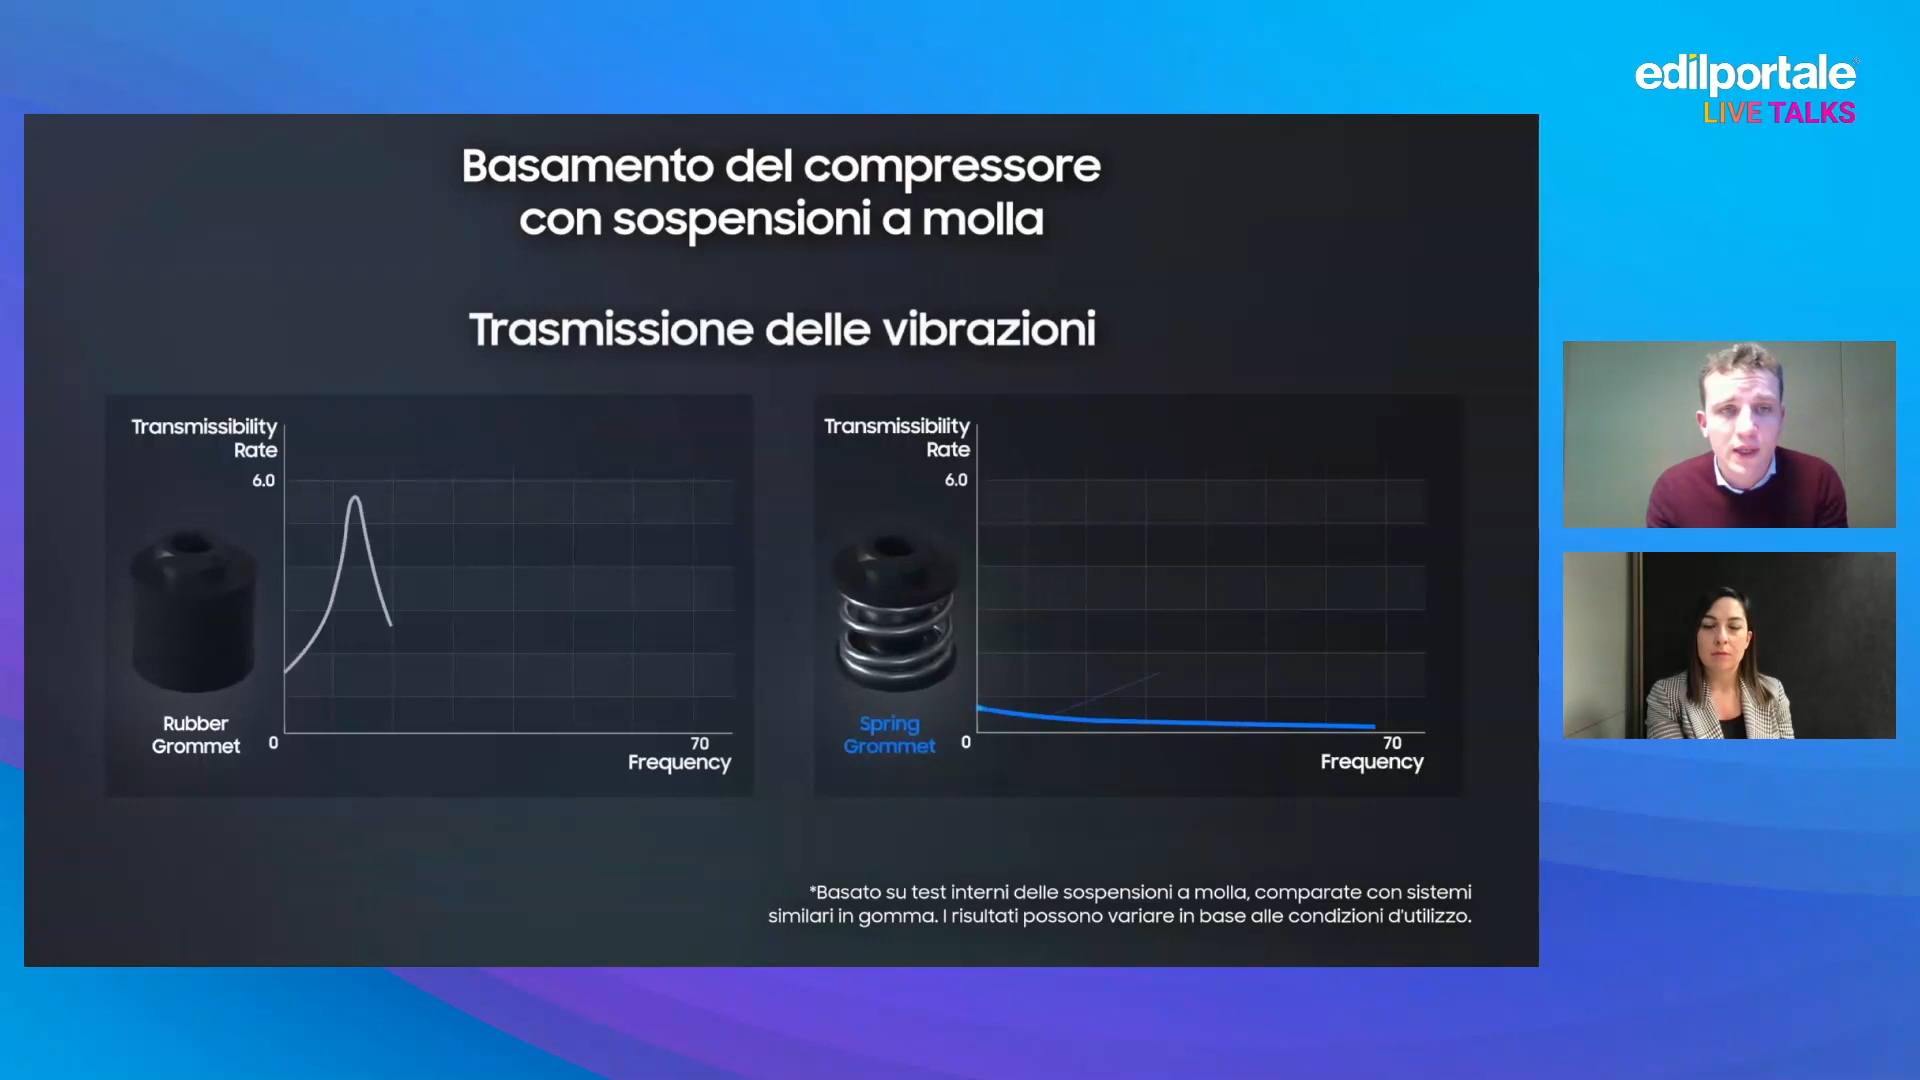 edilportale
LIVE TALKS
Basamento del compressore
con sospensioni a molla
Trasmissione delle vibrazioni
Transmissibility
Rate
6.0
Rubber
Grommet
0
70
Frequency
Transmissibility
Rate
6.0
Spring
Grommet
0
70
Frequency
*Basato su test interni delle sospensioni a molla, comparate con sistemi
similari in gomma. I risultati possono variare in base alle condizioni d'utilizzo.